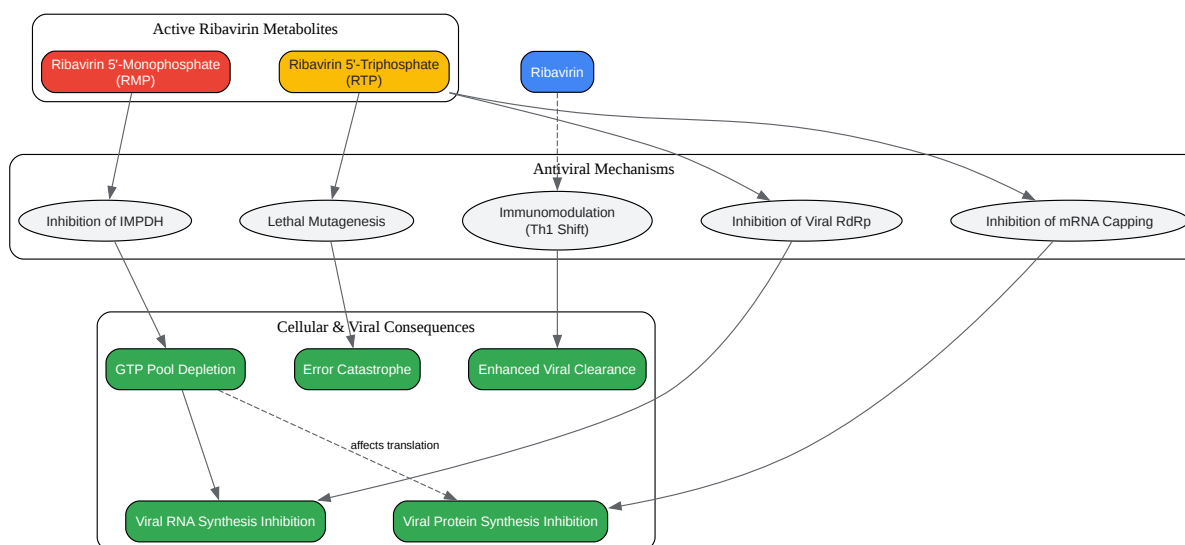 Active Ribavirin Metabolites
Ribavirin 5'-Monophosphate
(RMP)
Ribavirin 5'-Triphosphate
(RTP)
Ribavirin
Antiviral Mechanisms
Inhibition of IMPDH
Lethal Mutagenesis
Immunomodulation
(Th1 Shift)
Inhibition of Viral RdRp
Inhibition of mRNA Capping
Cellular & Viral Consequences
GTP Pool Depletion
Error Catastrophe
Enhanced Viral Clearance
affects translation
Viral RNA Synthesis Inhibition
Viral Protein Synthesis Inhibition